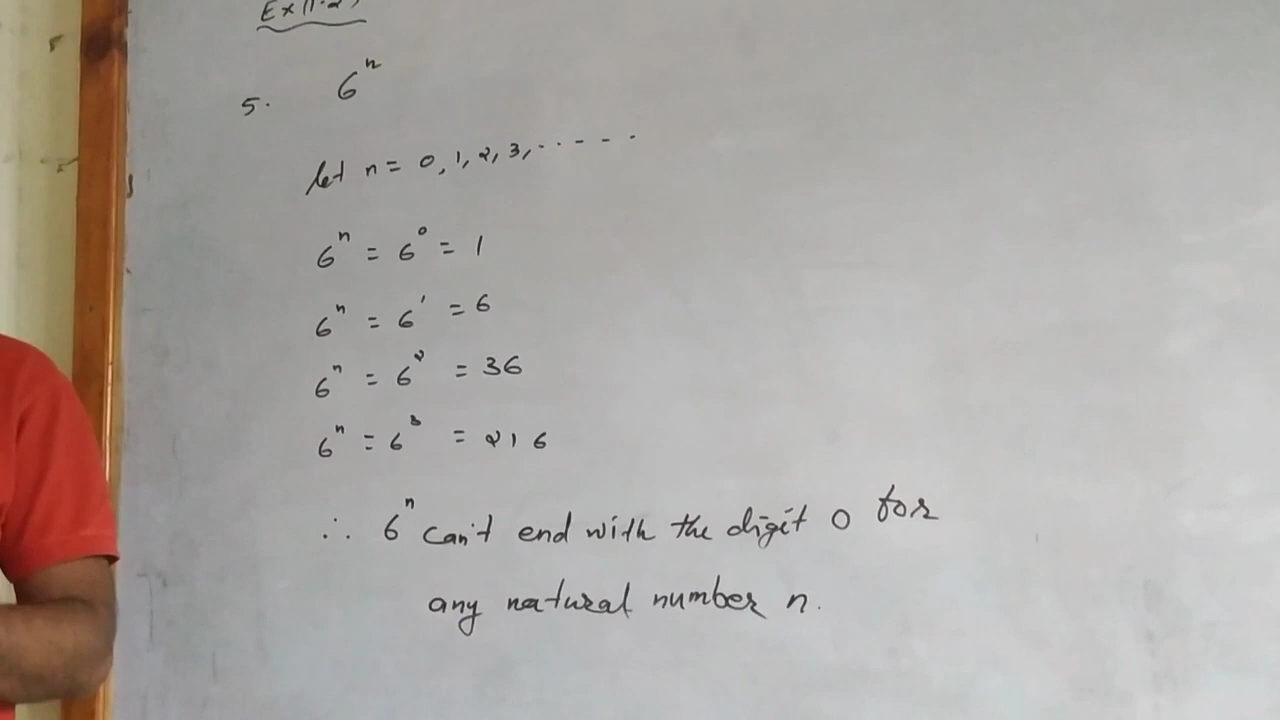 Ex(1.2)
5. 6ⁿ
let n = 0, 1, 2, 3, ........
6ⁿ = 6⁰ = 1
6ⁿ = 6¹ = 6
6ⁿ = 6² = 36
6ⁿ = 6³ = 216
∴ 6ⁿ can't end with the digit 0 for
any natural number n.